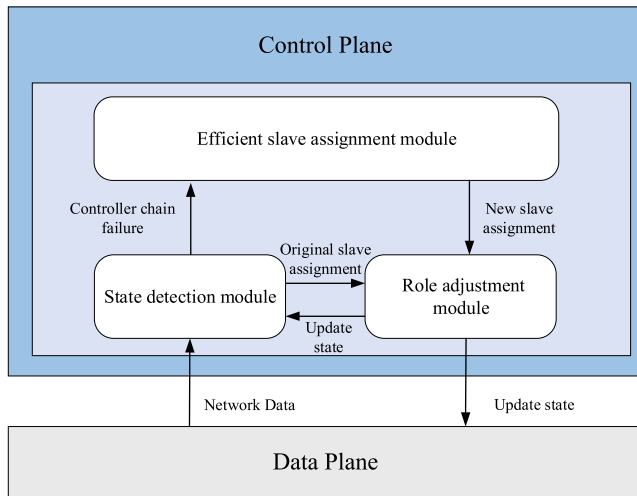 Control Plane
Efficient slave assignment module
Controller chain
failure
New slave
assignment
Original slave
assignment
State detection module
Role adjustment
module
Update
state
Network Data
Update state
Data Plane